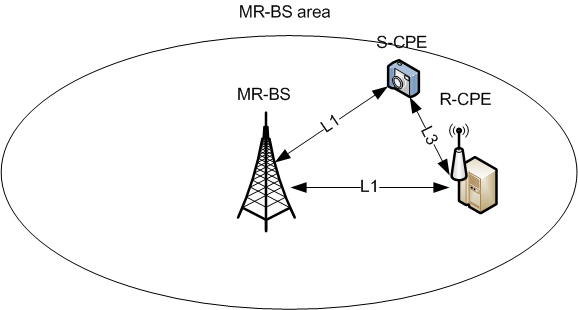 MR-BS area
S-CPE
MR-BS
R-CPE
L1
L3
L1